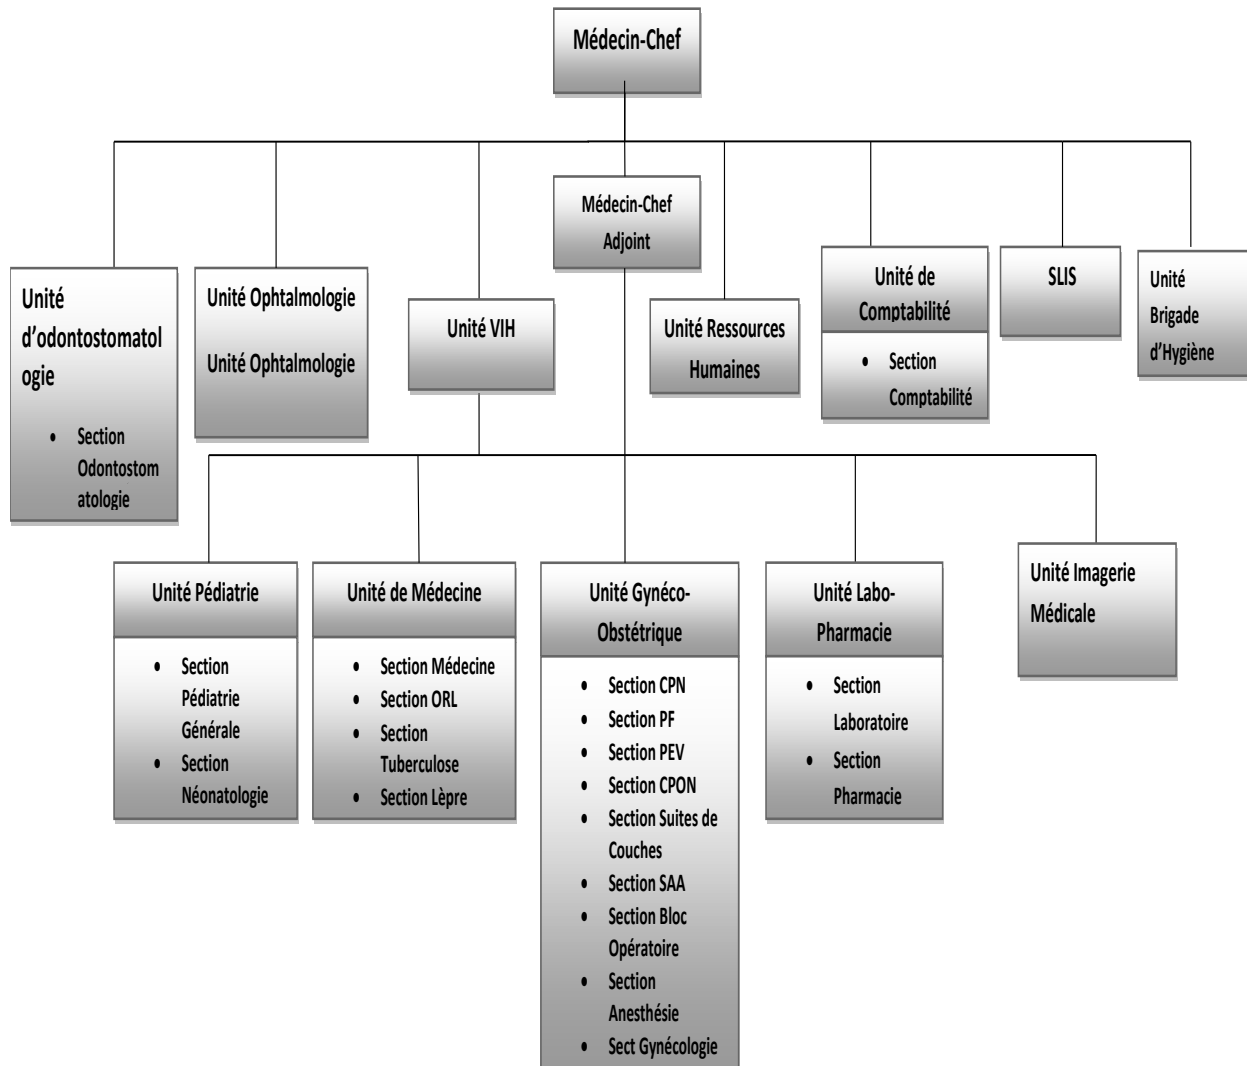 Médecin-Chef
Médecin-Chef
Adjoint
Unité
d’odontostomatol
ogie
• Section
Odontostom
atologie
Unité Ophtalmologie
Unité Ophtalmologie
Unité VIH
Unité Ressources
Humaines
Unité de
Comptabilité
• Section
Comptabilité
SLIS
Unité
Brigade
d’Hygiène
Unité Pédiatrie
• Section
Pédiatrie
Générale
• Section
Néonatologie
Unité de Médecine
• Section Médecine
• Section ORL
• Section
Tuberculose
• Section Lèpre
Unité Gynéco-
Obstétrique
• Section CPN
• Section PF
• Section PEV
• Section CPON
• Section Suites de
Couches
• Section SAA
• Section Bloc
Opératoire
• Section
Anesthésie
• Sect Gynécologie
Unité Labo-
Pharmacie
• Section
Laboratoire
• Section
Pharmacie
Unité Imagerie
Médicale